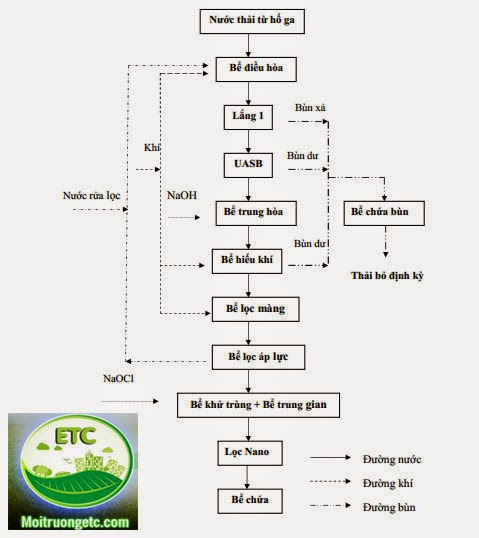 Nước thải từ hố ga
Bể điều hòa
Lắng 1
Bùn xả
Khí
UASB
Bùn dư
Nước rửa lọc
NaOH
Bể trung hòa
Bể chứa bùn
Bể hiếu khí
Bùn dư
Thải bỏ định kỳ
Bể lọc màng
Bể lọc áp lực
NaOCl
Bể khử trùng + Bể trung gian
Lọc Nano
Bể chứa
Đường nước
Đường khí
Đường bùn
ETC
Moitruongetc.com